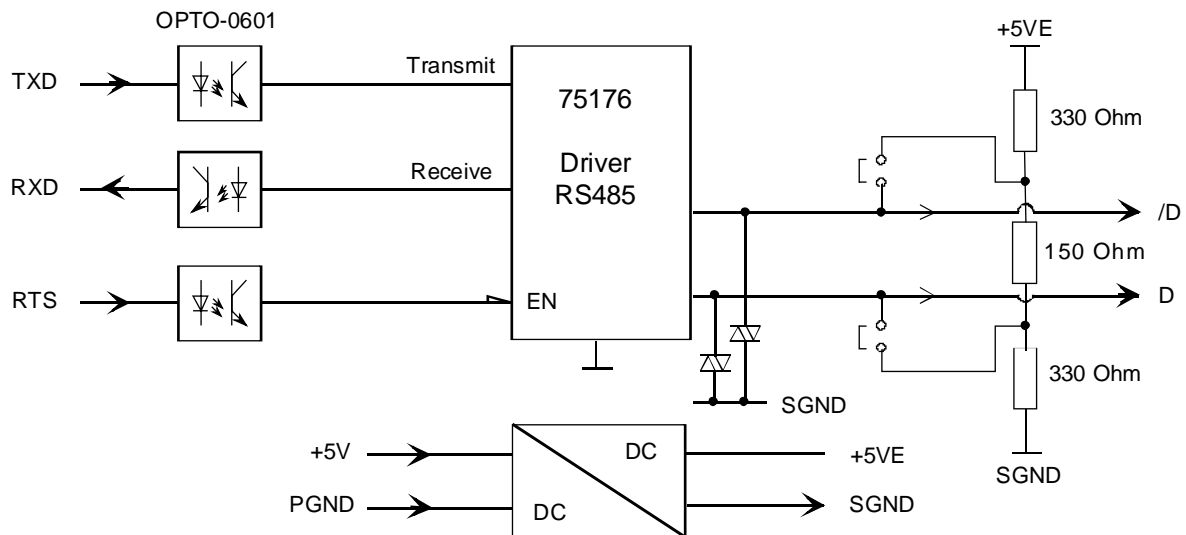 OPTO-0601
+5VE
TXD
Transmit
75176
330 Ohm
Driver
RS485
RXD
Receive
/D
150 Ohm
RTS
EN
D
330 Ohm
SGND
+5V
DC
+5VE
SGND
PGND
DC
SGND